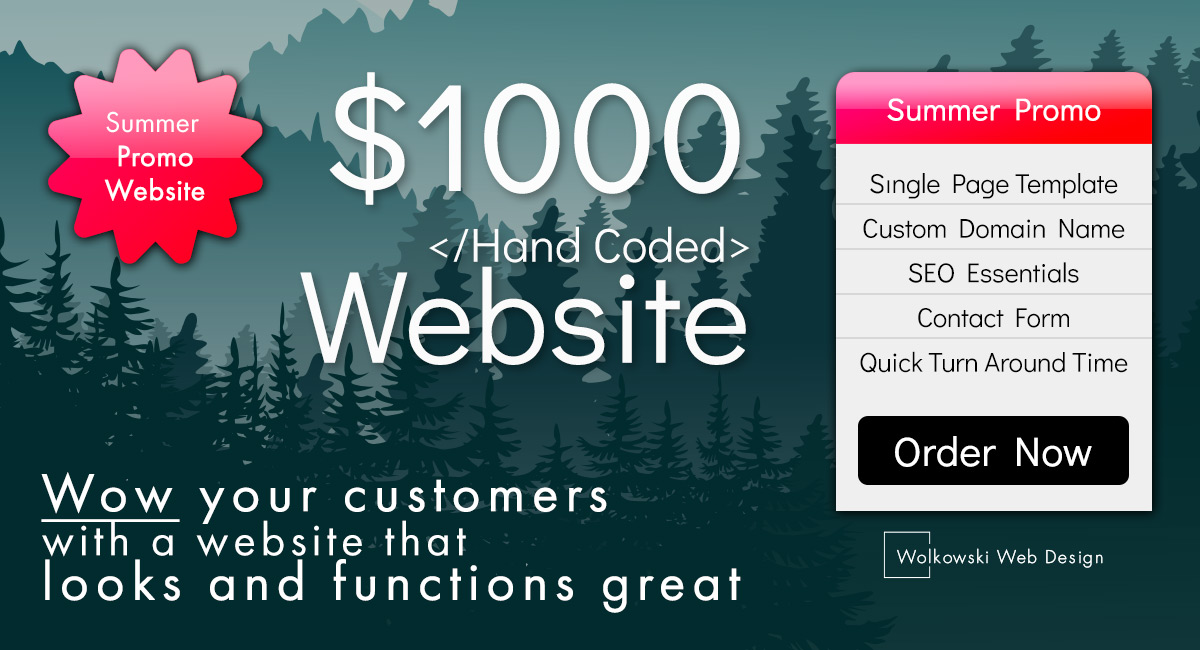 Summer
Promo
Website
$1000
</Hand Coded>
Website
Wow your customers
with a website that
looks and functions great
Summer Promo
Single Page Template
Custom Domain Name
SEO Essentials
Contact Form
Quick Turn Around Time
Order Now
Wolkowski Web Design